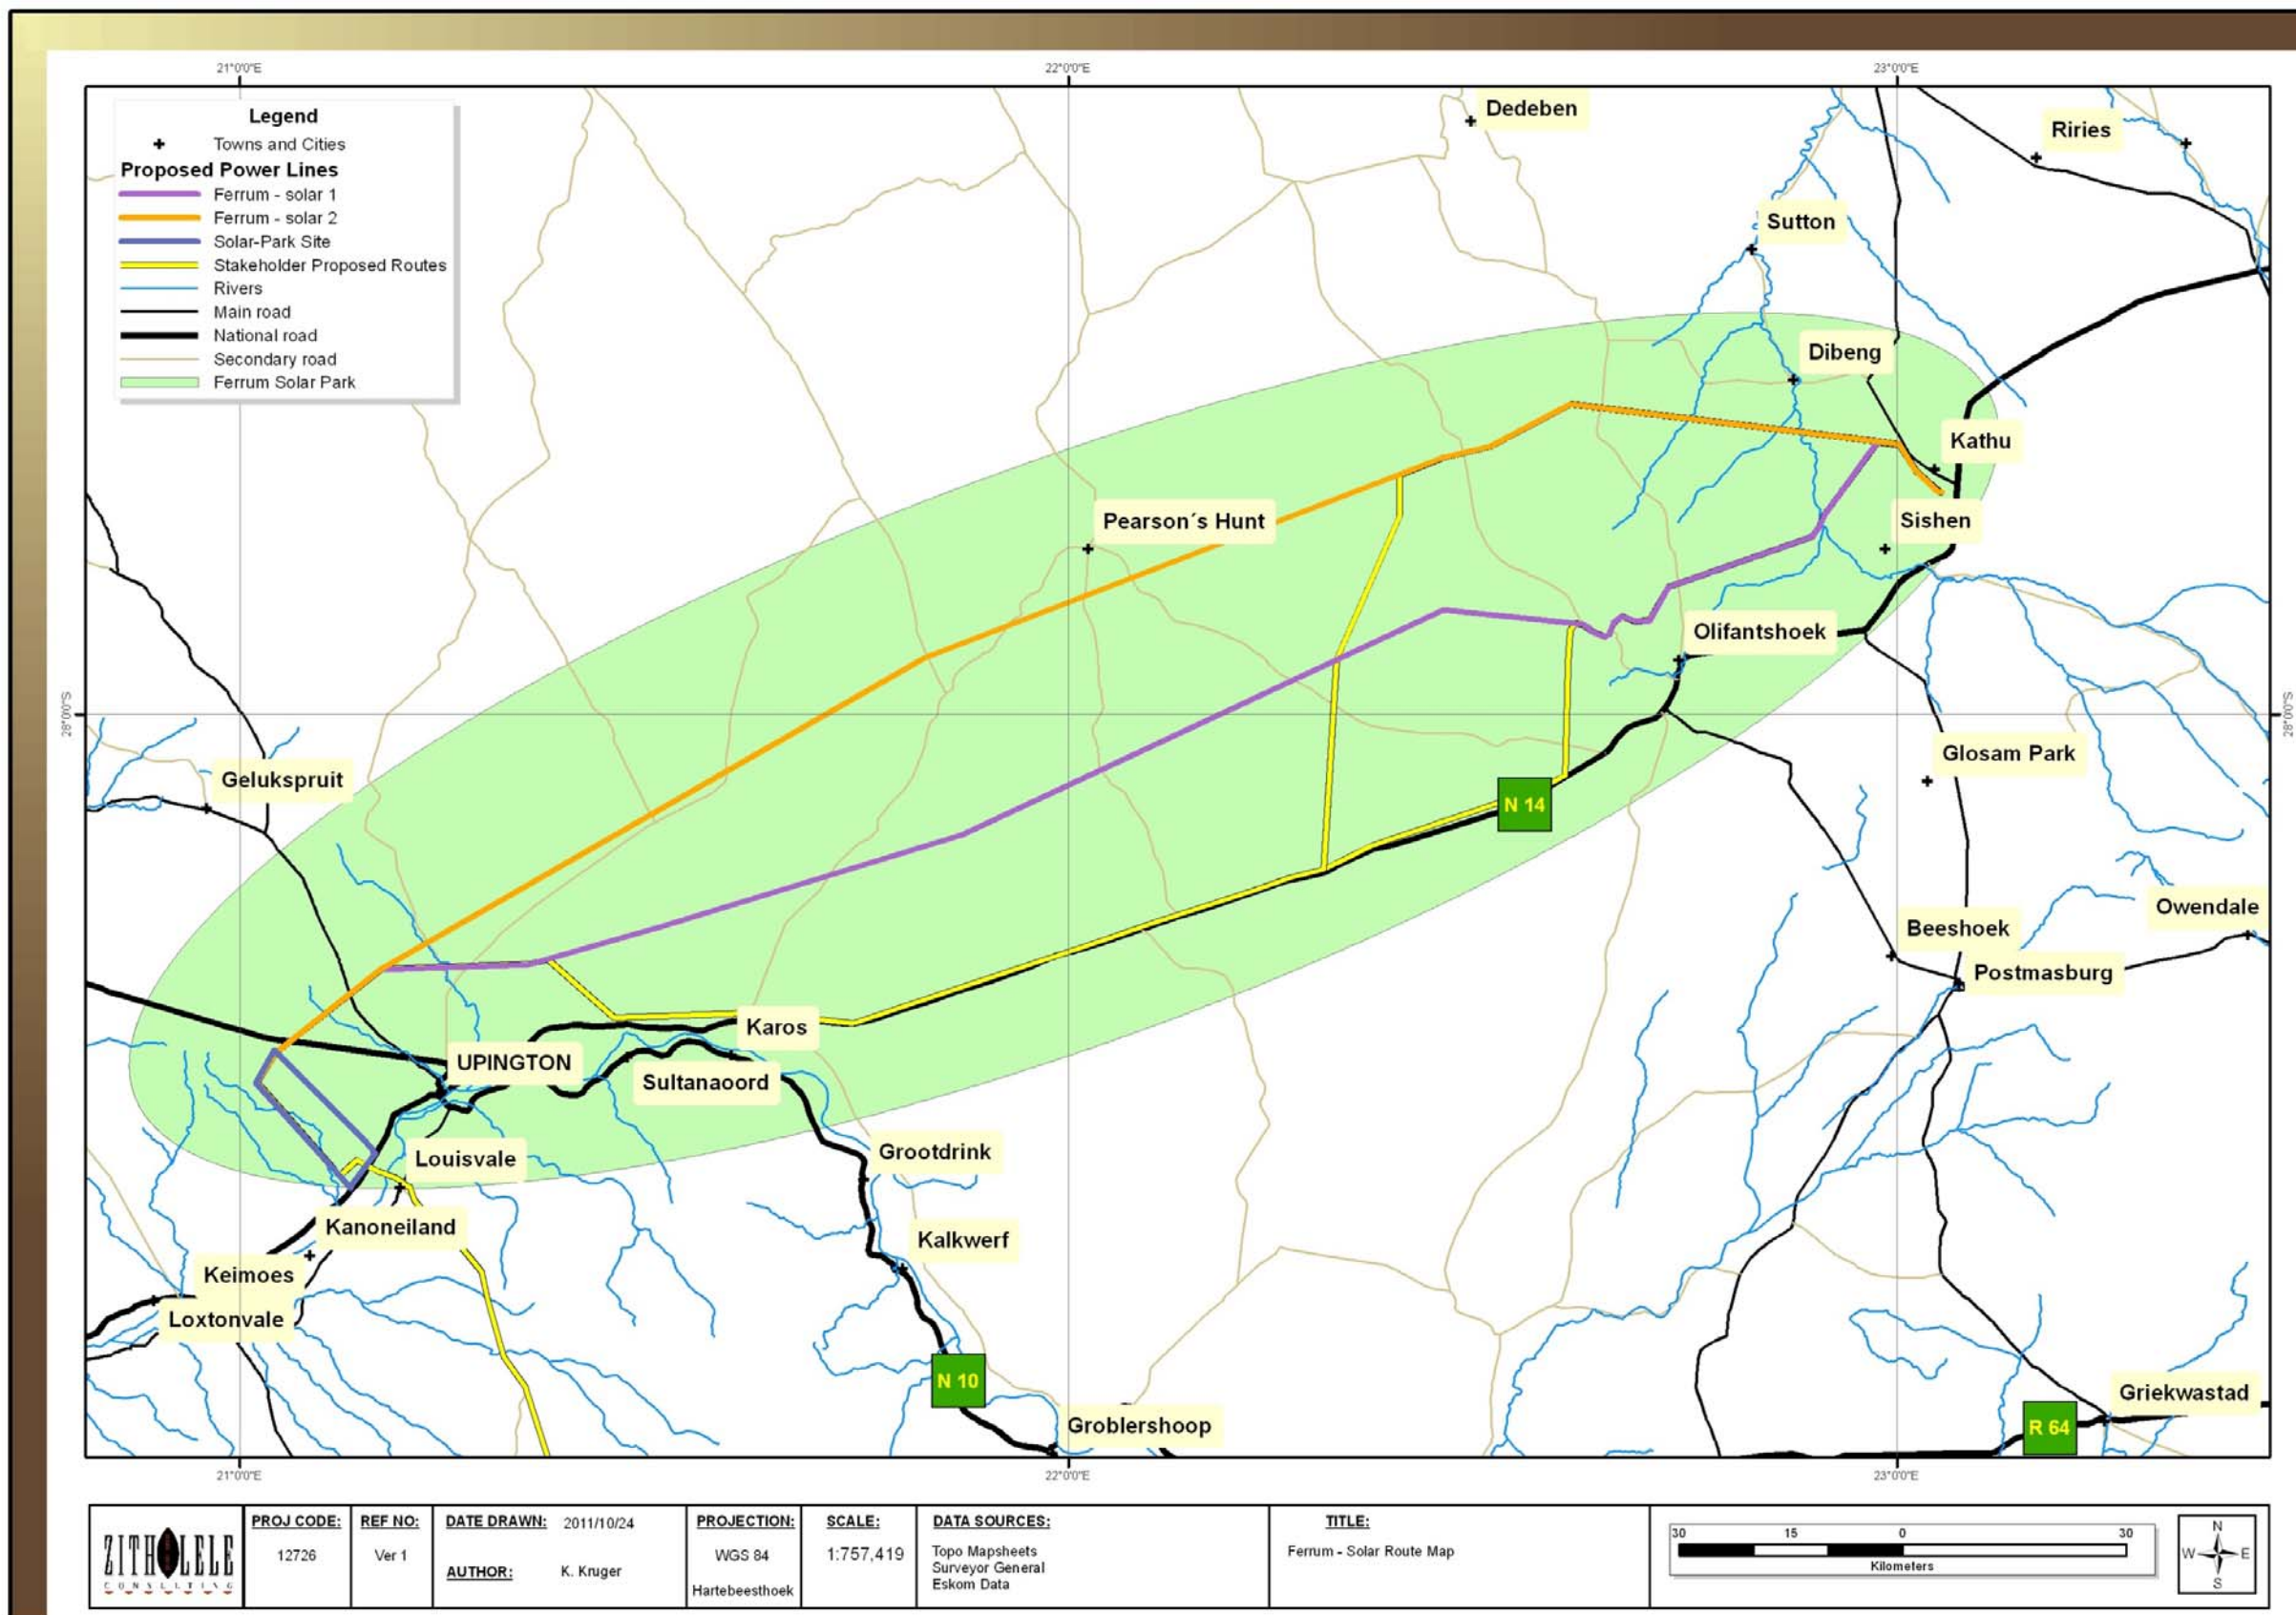 21°0'0"E
22°0'0"E
23°0'0"E
Legend
Towns and Cities
Proposed Power Lines
Ferrum - solar 1
Ferrum - solar 2
Solar-Park Site
Stakeholder Proposed Routes
Rivers
Main road
National road
Secondary road
Ferrum Solar Park
Dedeben
Riries
Sutton
Dibeng
Kathu
Pearson´s Hunt
Sishen
Olifantshoek
28°0'0"S
28°0'0"S
Glosam Park
Gelukspruit
N 14
Owendale
Beeshoek
Postmasburg
Karos
UPINGTON
Sultanaoord
Grootdrink
Louisvale
Kanoneiland
Kalkwerf
Keimoes
Loxtonvale
N 10
Griekwastad
Groblershoop
R 64
21°0'0"E
22°0'0"E
23°0'0"E
ZITHOLELE
CONSULTING
PROJ CODE:
12726
REF NO:
Ver 1
DATE DRAWN: 2011/10/24
AUTHOR: K. Kruger
PROJECTION:
WGS 84
Hartebeesthoek
SCALE:
1:757,419
DATA SOURCES:
Topo Mapsheets
Surveyor General
Eskom Data
TITLE:
Ferrum - Solar Route Map
30 15 0 30
Kilometers
N
W E
S